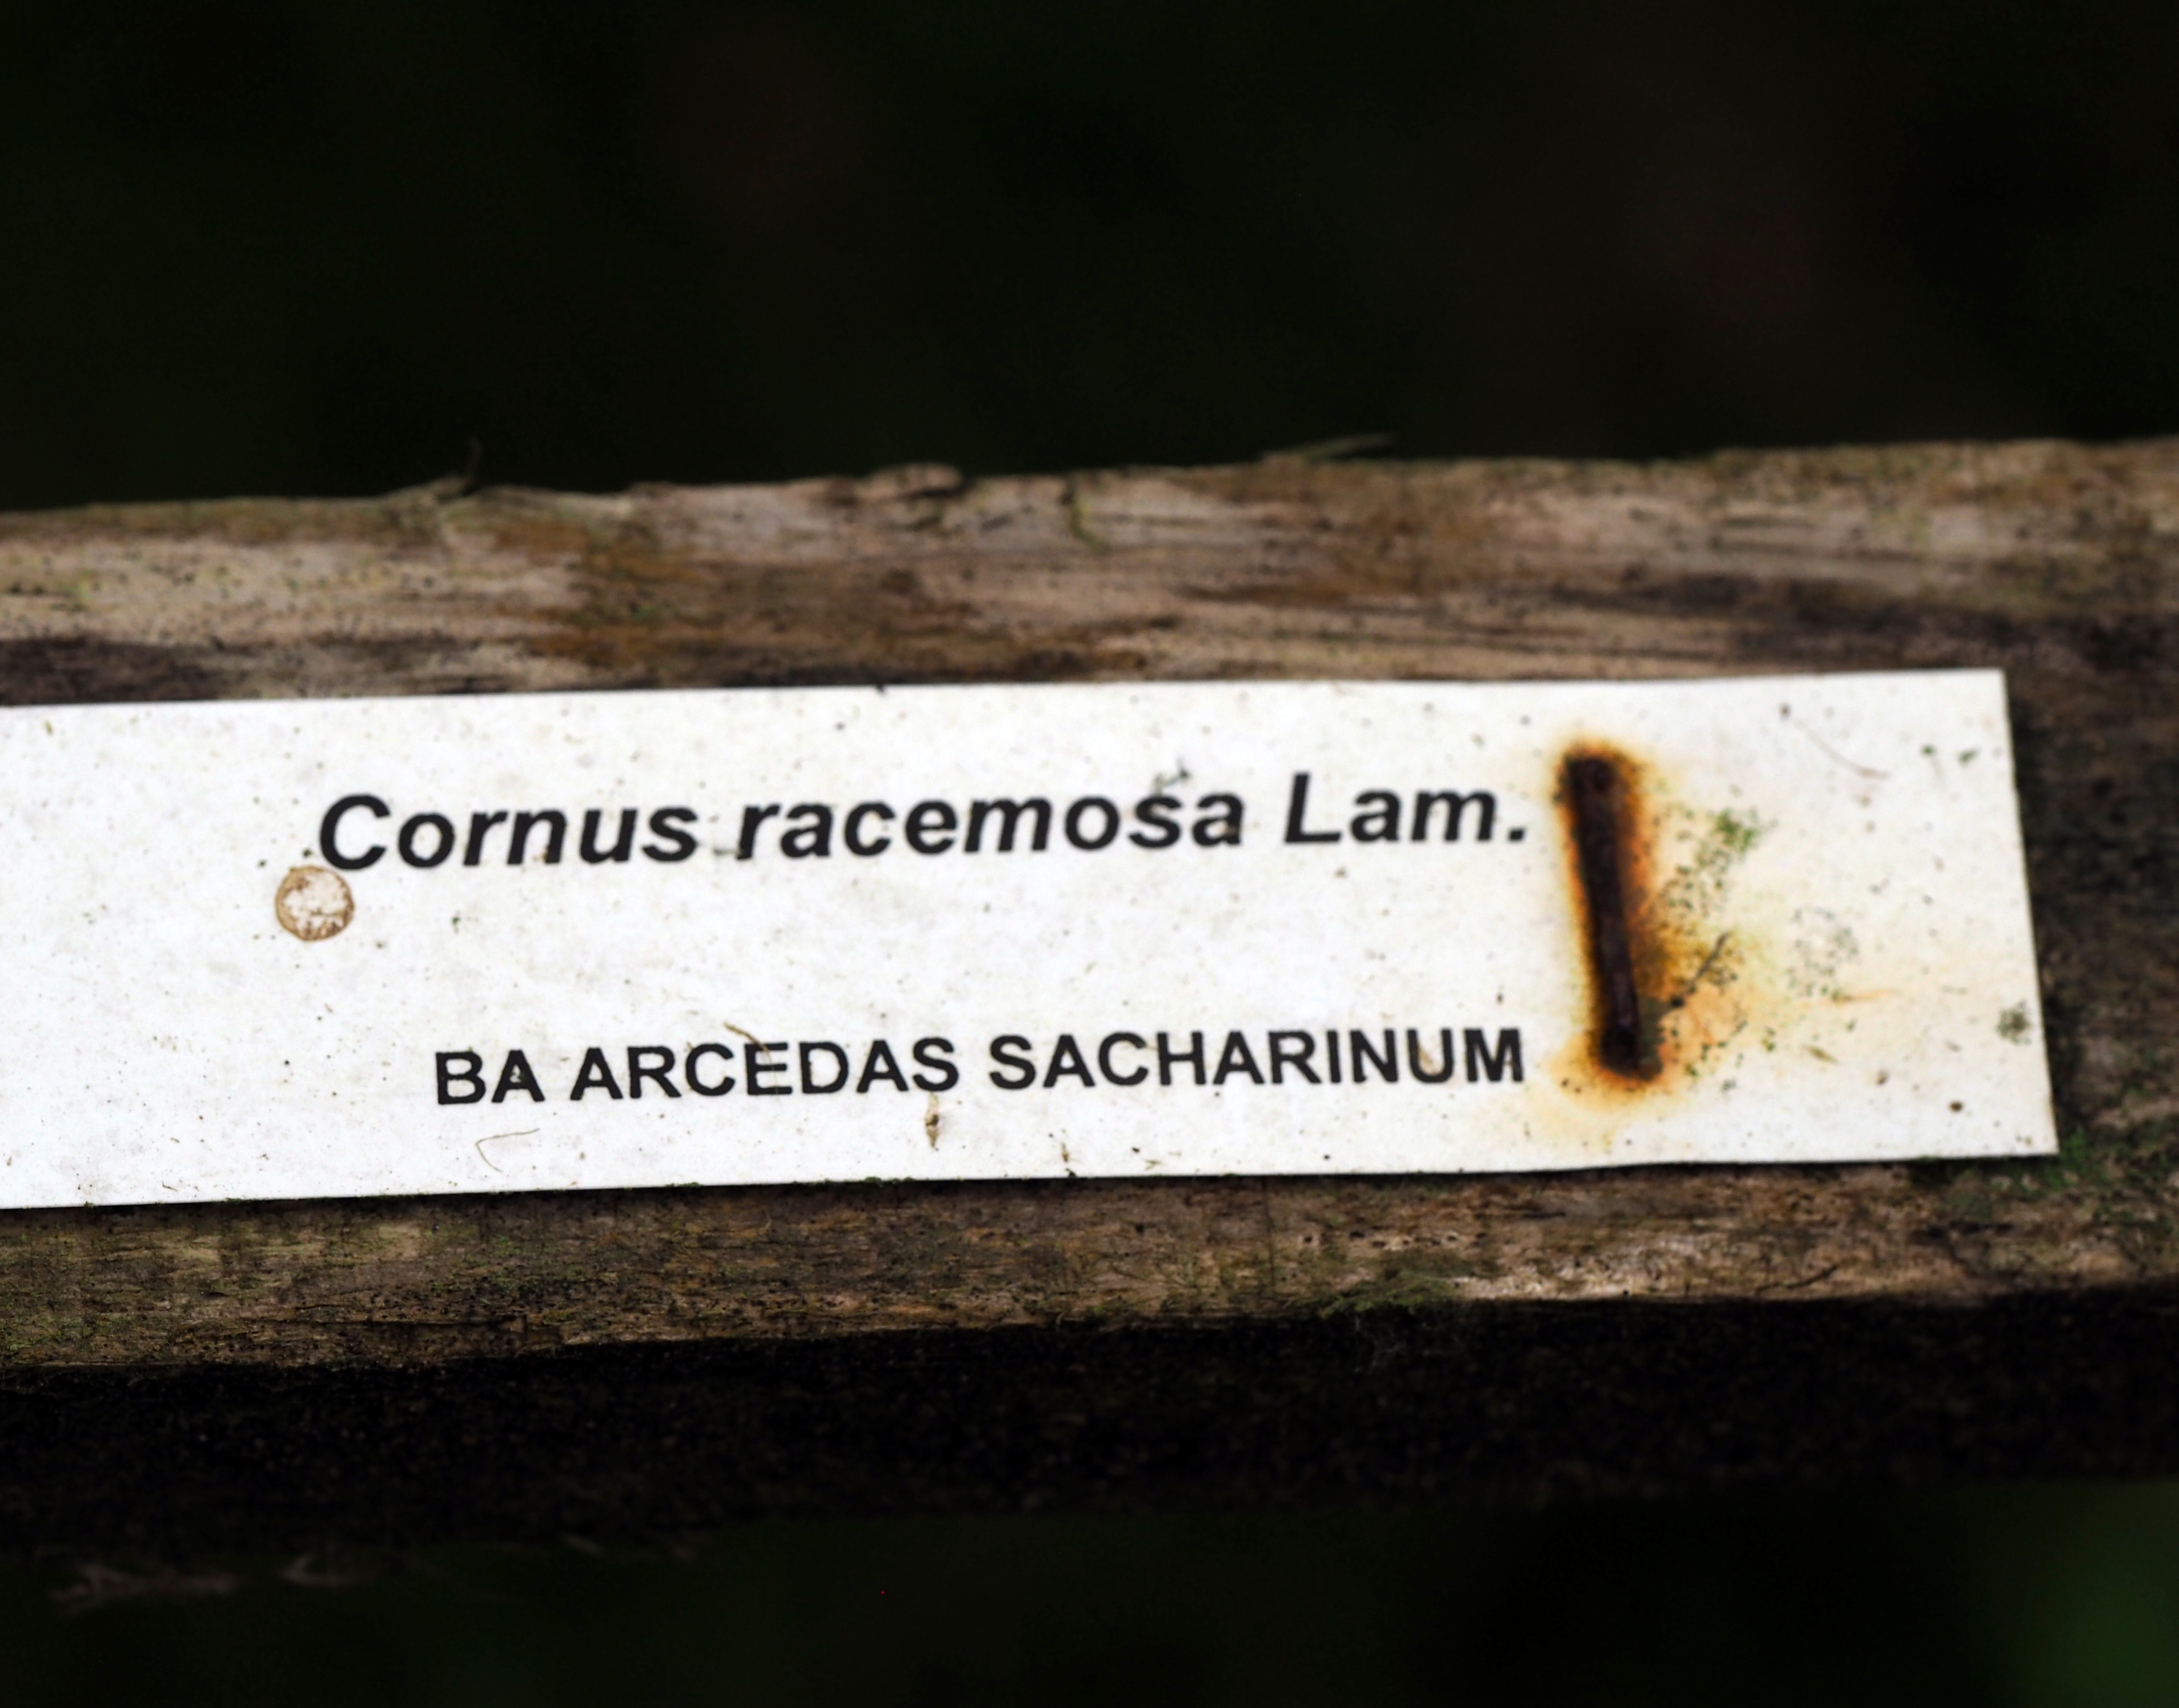 Cornus racemosa Lam.
BA ARCEDAS SACHARINUM